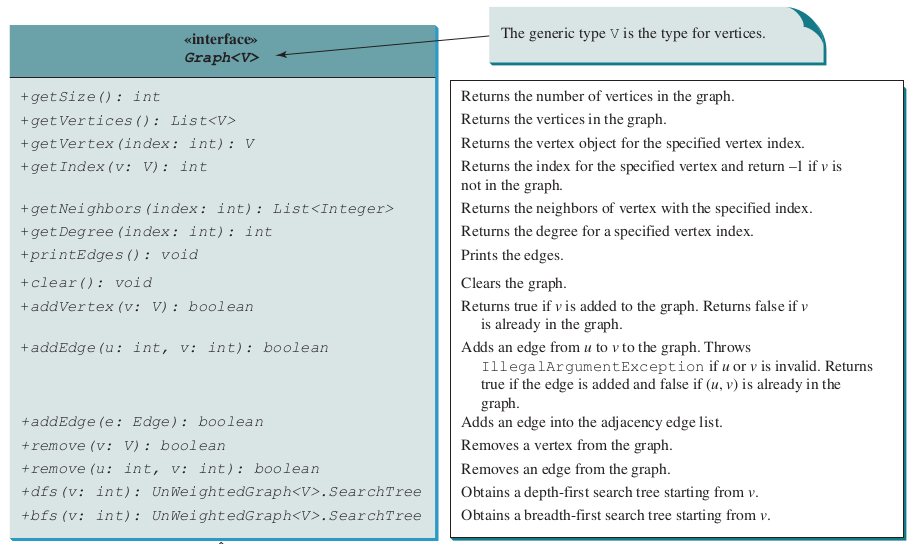 «interface»
Graph<V>
The generic type V is the type for vertices.
+getSize(): int
Returns the number of vertices in the graph.
+getVertices(): List<V>
Returns the vertices in the graph.
+getVertex(index: int): V
Returns the vertex object for the specified vertex index.
+getIndex(v: V): int
Returns the index for the specified vertex and return –1 if v is
not in the graph.
+getNeighbors(index: int): List<Integer>
Returns the neighbors of vertex with the specified index.
+getDegree(index: int): int
Returns the degree for a specified vertex index.
+printEdges(): void
Prints the edges.
+clear(): void
Clears the graph.
+addVertex(v: V): boolean
Returns true if v is added to the graph. Returns false if v
is already in the graph.
+addEdge(u: int, v: int): boolean
Adds an edge from u to v to the graph. Throws
IllegalArgumentException if u or v is invalid. Returns
true if the edge is added and false if (u, v) is already in the
graph.
+addEdge(e: Edge): boolean
Adds an edge into the adjacency edge list.
+remove(v: V): boolean
Removes a vertex from the graph.
+remove(u: int, v: int): boolean
Removes an edge from the graph.
+dfs(v: int): UnWeightedGraph<V>.SearchTree
Obtains a depth-first search tree starting from v.
+bfs(v: int): UnWeightedGraph<V>.SearchTree
Obtains a breadth-first search tree starting from v.